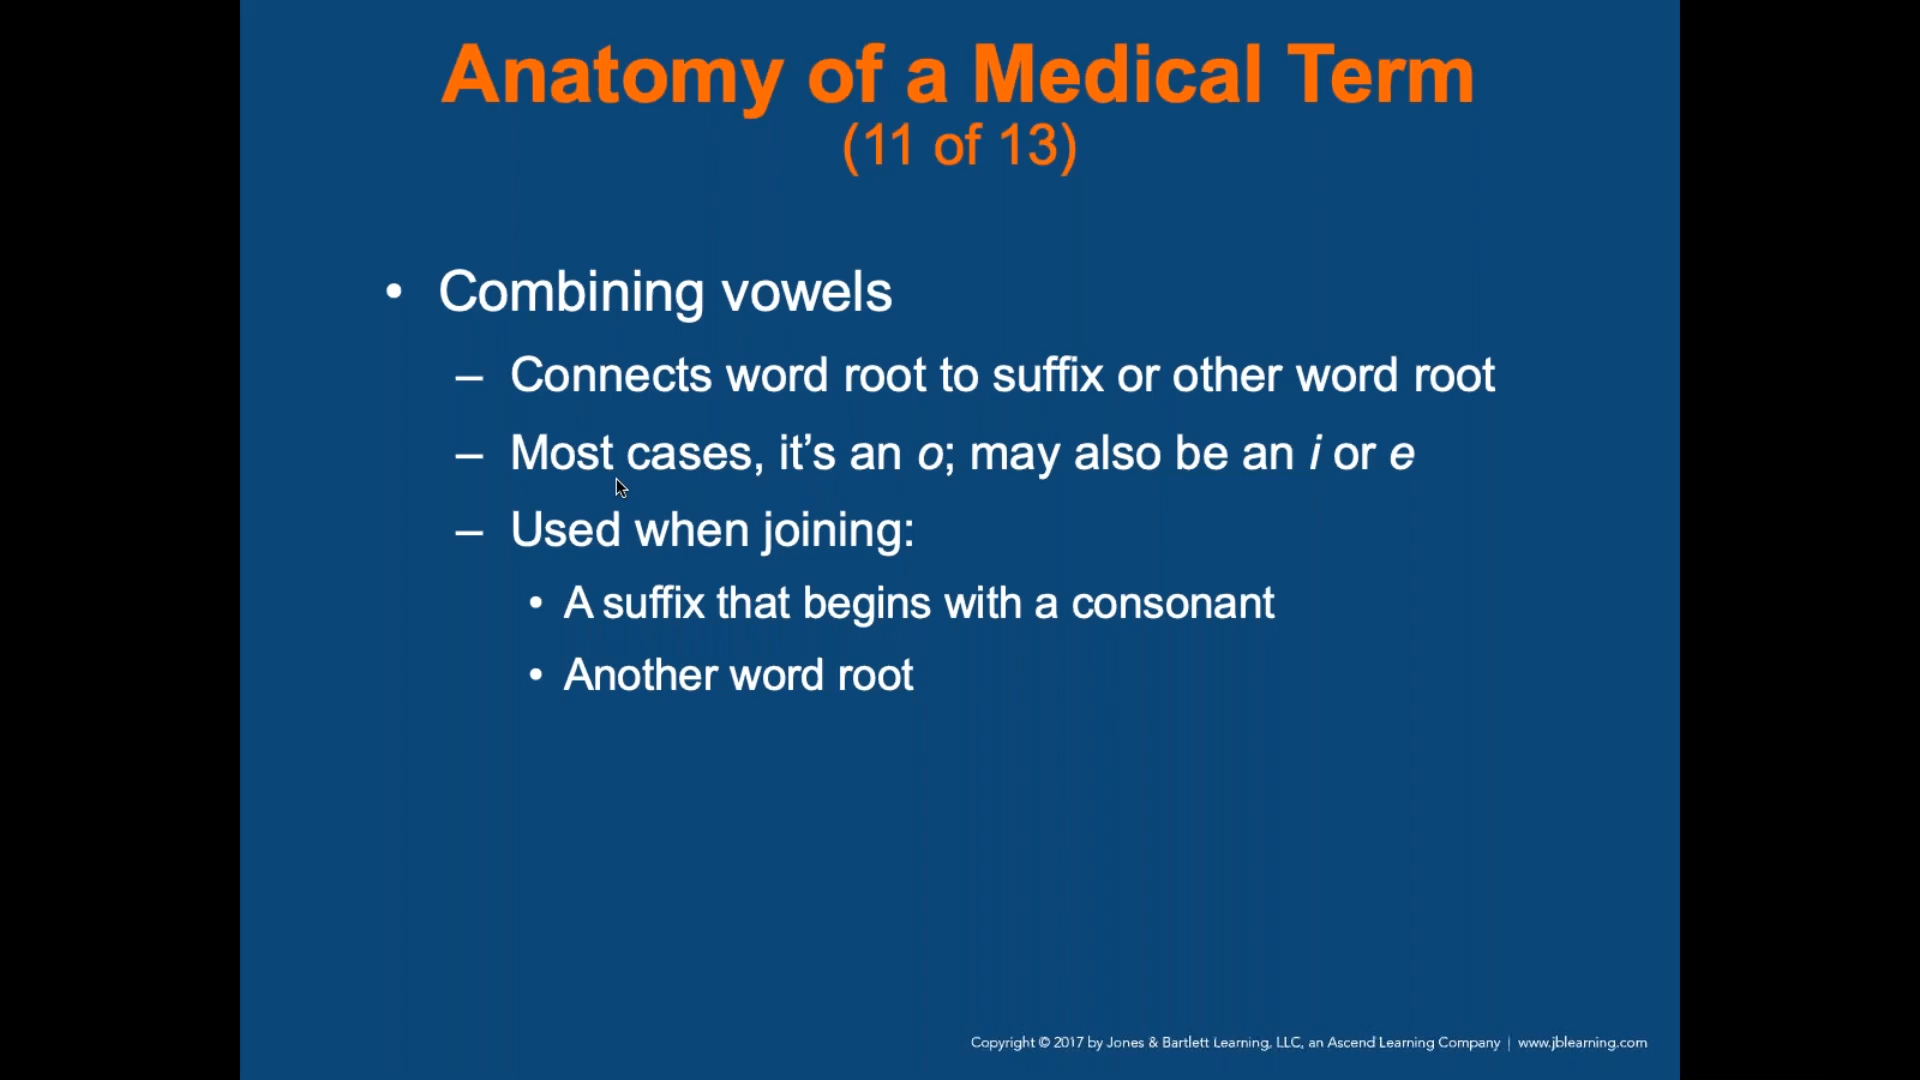 Anatomy of a Medical Term
(11 of 13)
• Combining vowels
– Connects word root to suffix or other word root
– Most cases, it’s an o; may also be an i or e
– Used when joining:
• A suffix that begins with a consonant
• Another word root
Copyright © 2017 by Jones & Bartlett Learning, LLC, an Ascend Learning Company | www.jblearning.com